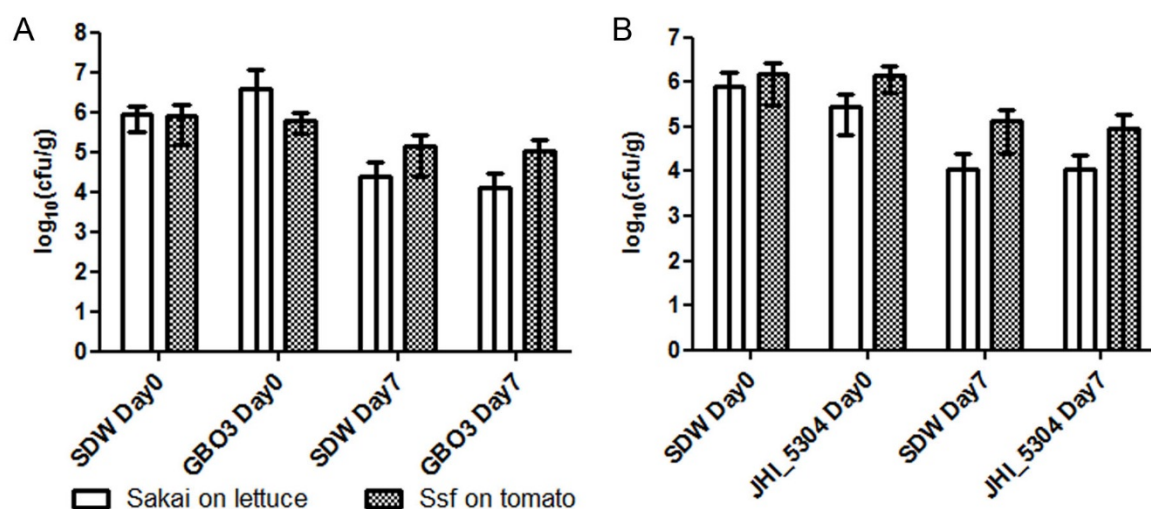 A
log10(cfu/g)
8
7
6
5
4
3
2
1
0
SDW Day0
GBO3 Day0
SDW Day7
GBO3 Day7
B
log10(cfu/g)
7
6
5
4
3
2
1
0
SDW Day0
JHI_5304 Day0
SDW Day7
JHI_5304 Day7
Sakai on lettuce
Ssf on tomato